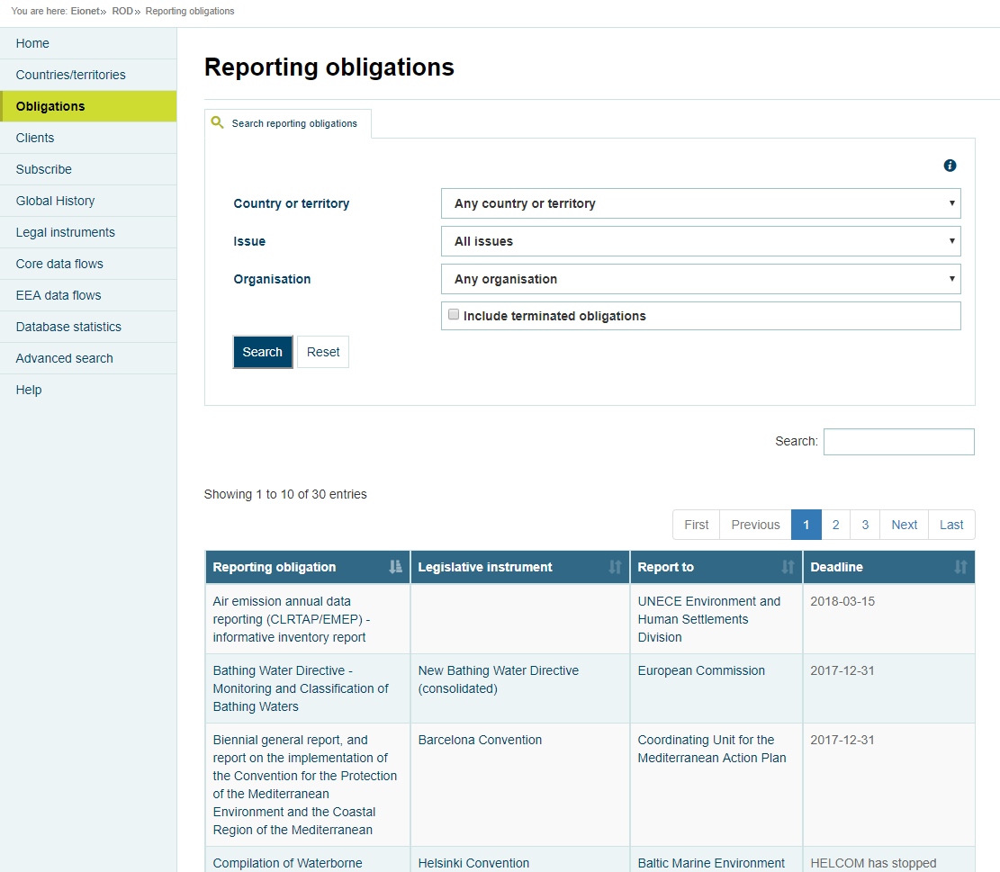 You are here: Eionet» ROD» Reporting obligations
Home
Countries/territories
Obligations
Clients
Subscribe
Global History
Legal instruments
Core data flows
EEA data flows
Database statistics
Advanced search
Help
Reporting obligations
Search reporting obligations
Country or territory
Any country or territory
Issue
All issues
Organisation
Any organisation
Include terminated obligations
Search
Reset
Search:
Showing 1 to 10 of 30 entries
First Previous 1 2 3 Next Last
Reporting obligation Legislative instrument Report to Deadline
Air emission annual data
reporting (CLRTAP/EMEP) -
informative inventory report
UNECE Environment and
Human Settlements
Division
2018-03-15
Bathing Water Directive -
Monitoring and Classification of
Bathing Waters
New Bathing Water Directive
(consolidated)
European Commission
2017-12-31
Biennial general report, and
report on the implementation of
the Convention for the Protection
of the Mediterranean
Environment and the Coastal
Region of the Mediterranean
Barcelona Convention
Coordinating Unit for the
Mediterranean Action Plan
2017-12-31
Compilation of Waterborne
Helsinki Convention
Baltic Marine Environment
HELCOM has stopped